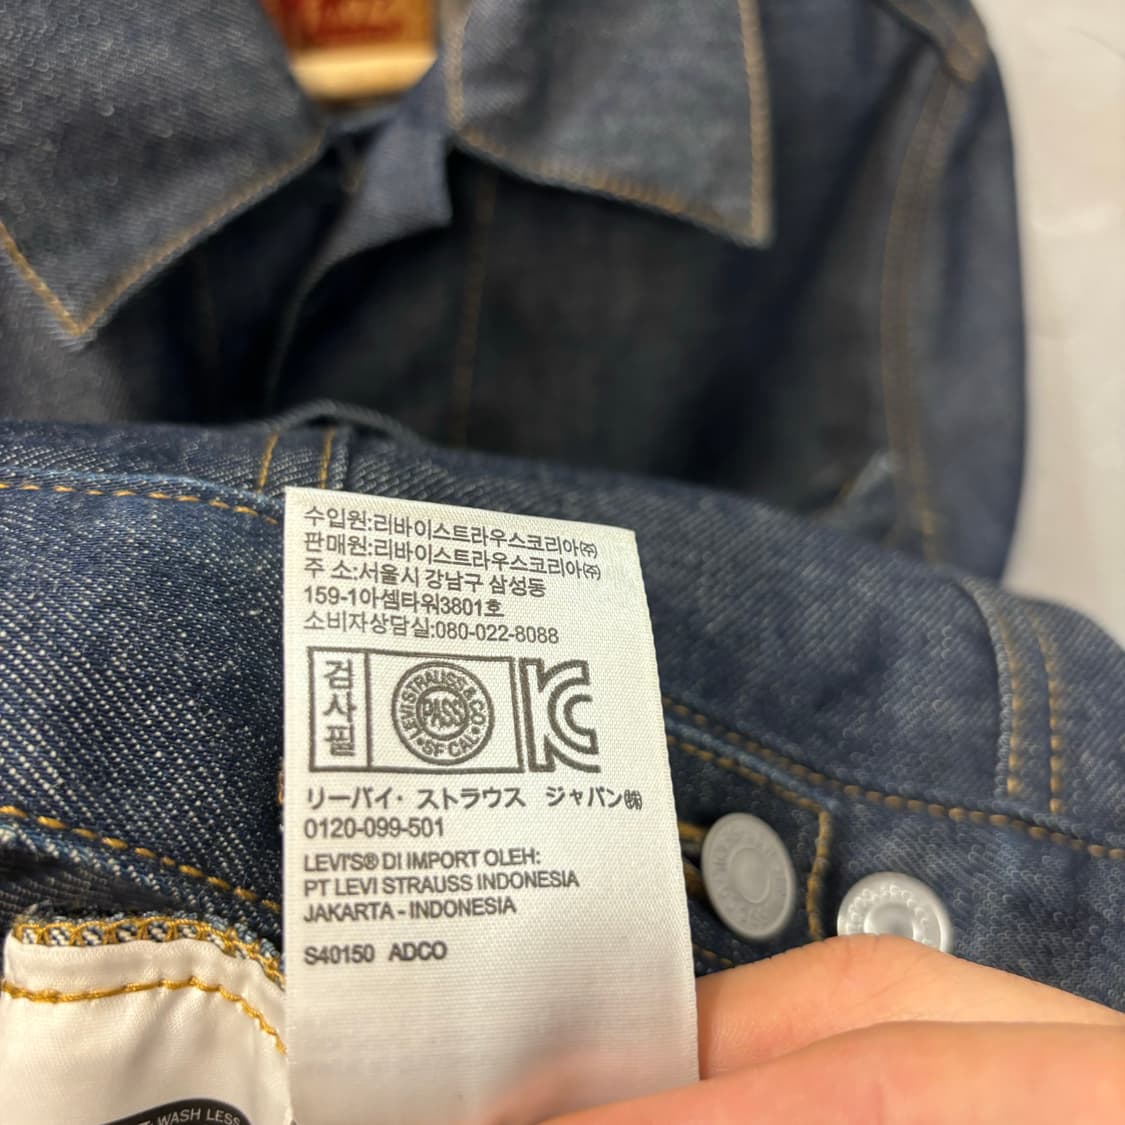 수입원:리바이스트라우스코리아㈜
판매원:리바이스트라우스코리아㈜
주 소:서울시 강남구 삼성동
159-1아셈타워3801호
소비자상담실:080-022-8088
검사필
LEVI STRAUSS & CO.
PASS
SF CAL
KC
リーバイ・ストラウス ジャパン㈱
0120-099-501
LEVI'S® DI IMPORT OLEH:
PT LEVI STRAUSS INDONESIA
JAKARTA - INDONESIA
S40150 ADCO
WASH LESS